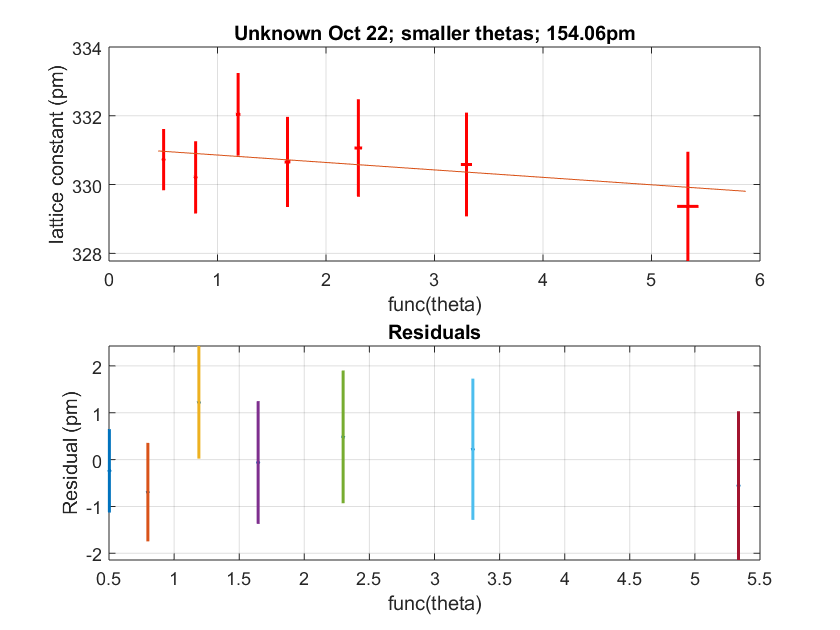 Unknown Oct 22; smaller thetas; 154.06pm
334
332
330
328
lattice constant (pm)
0 1 2 3 4 5 6
func(theta)
Residuals
2
1
0
-1
-2
Residual (pm)
0.5 1 1.5 2 2.5 3 3.5 4 4.5 5 5.5
func(theta)